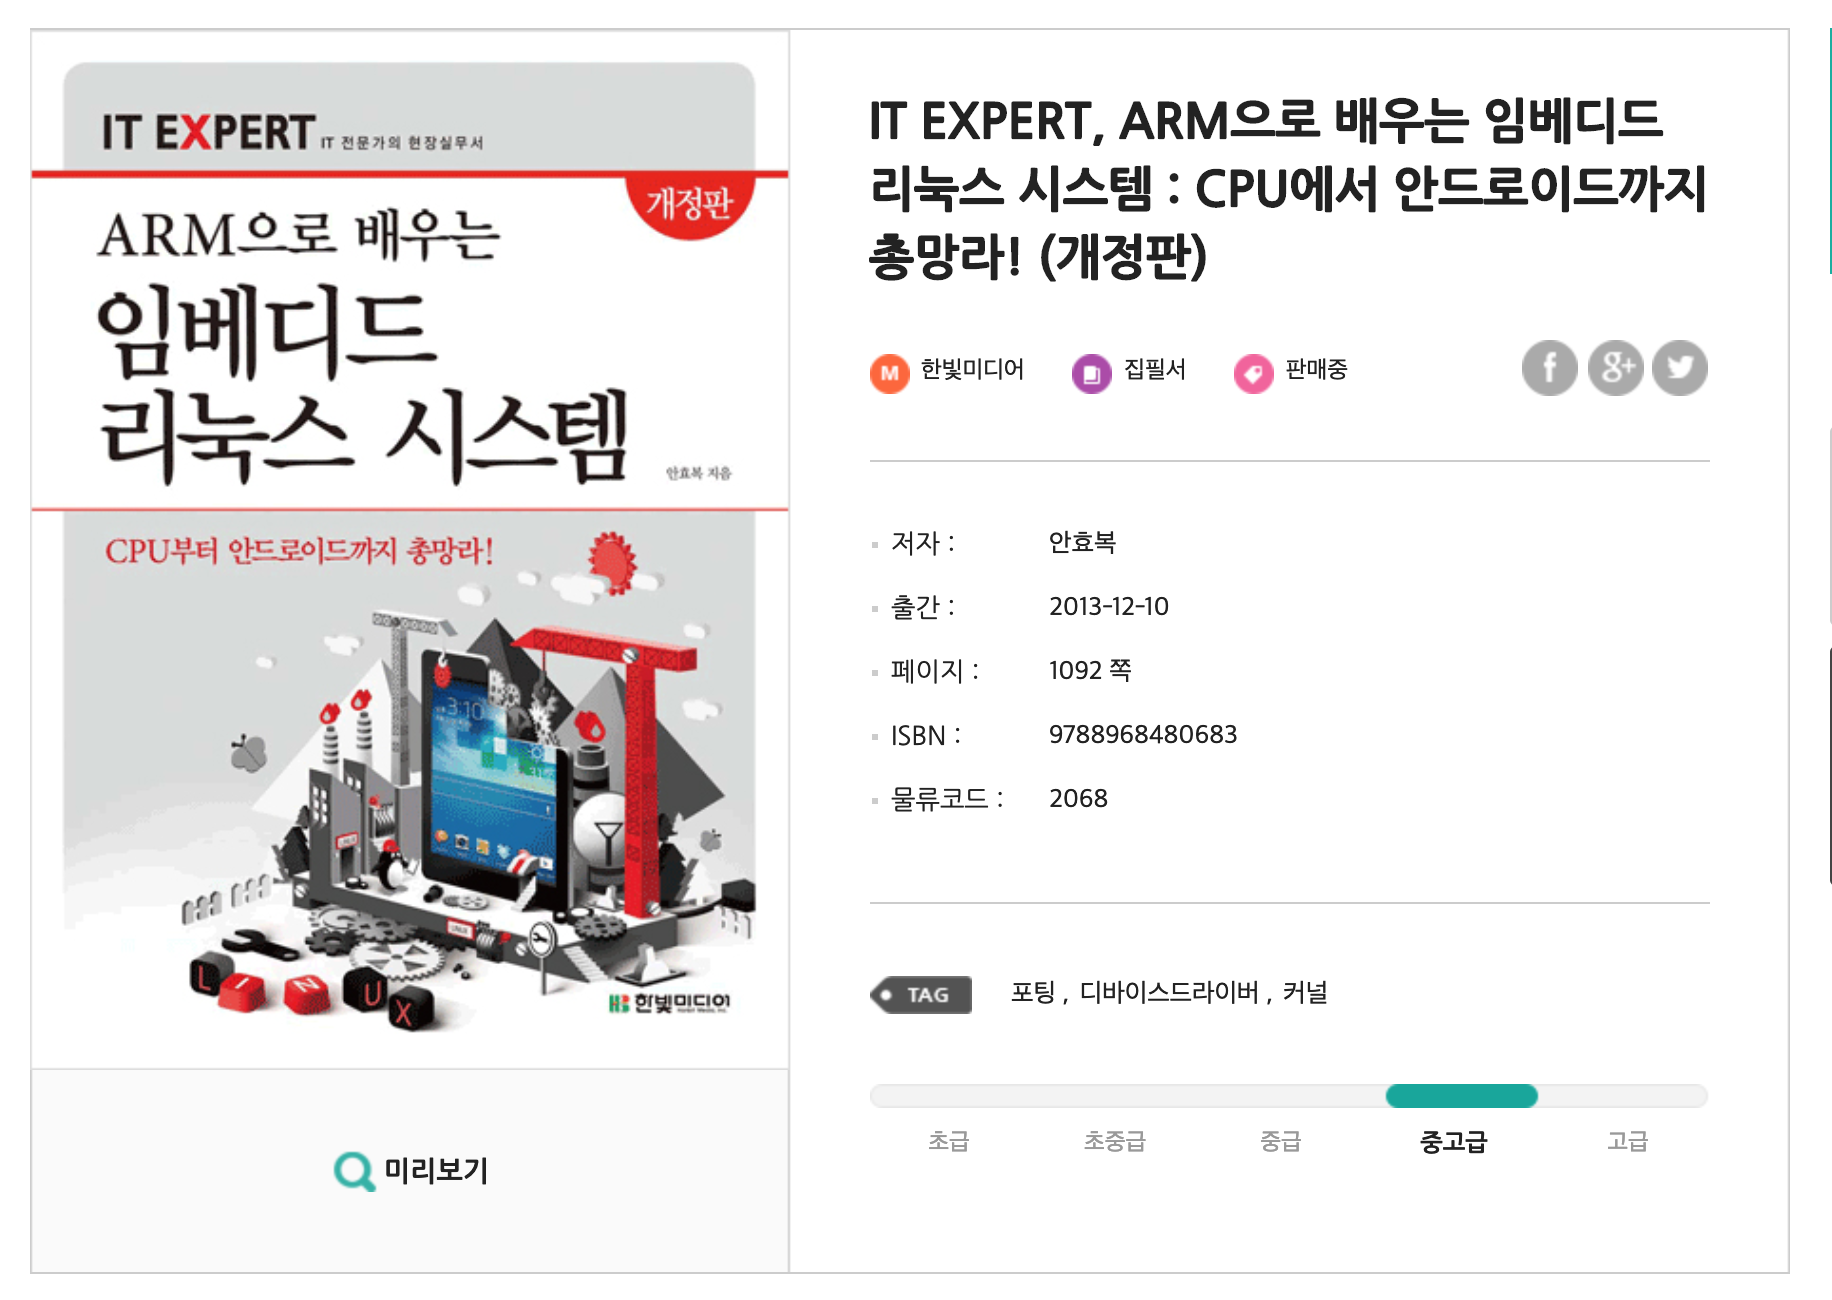 IT EXPERT IT 전문가의 현장실무서
개정판
ARM으로 배우는
임베디드
리눅스 시스템
안효복 지음
CPU부터 안드로이드까지 총망라!
3:10
LINUX
LINUX
L I N U X
한빛미디어
미리보기
IT EXPERT, ARM으로 배우는 임베디드
리눅스 시스템 : CPU에서 안드로이드까지
총망라! (개정판)
M 한빛미디어 집필서 판매중 f g+
저자 : 안효복
출간 : 2013-12-10
페이지 : 1092 쪽
ISBN : 9788968480683
물류코드 : 2068
TAG 포팅 , 디바이스드라이버 , 커널
초급 초중급 중급 중고급 고급